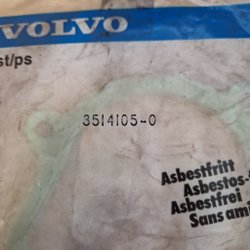 VOLVO
st/ps
3514105-0
Asbestfritt
Asbestos-
Asbestfrei
Sans ami